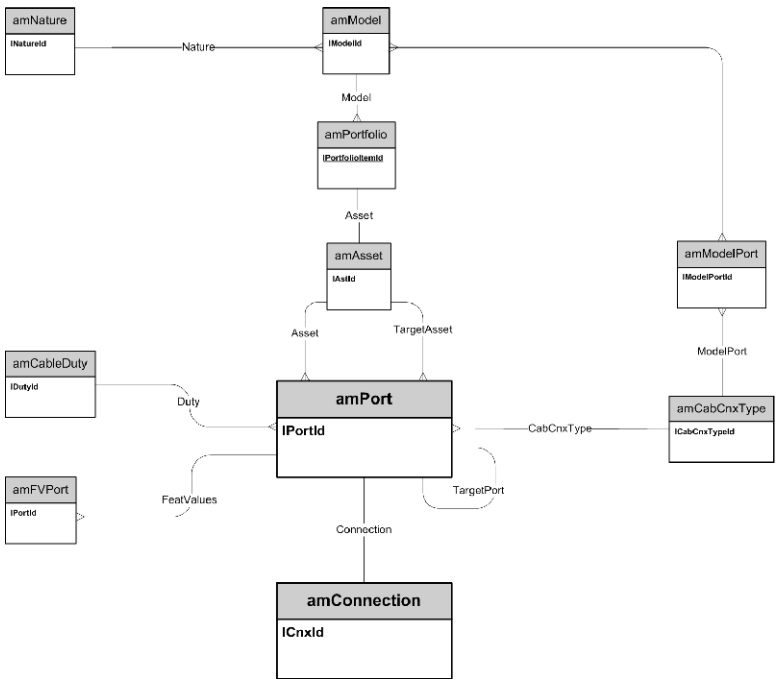 amNature
lNatureId
Nature
amModel
lModelId
Model
amPortfolio
lPortfolioItemId
Asset
amAsset
lAstId
Asset
TargetAsset
amModelPort
lModelPortId
ModelPort
amCableDuty
lDutyId
Duty
amPort
lPortId
CabCnxType
amCabCnxType
lCabCnxTypeId
amFVPort
lPortId
FeatValues
TargetPort
Connection
amConnection
lCnxId